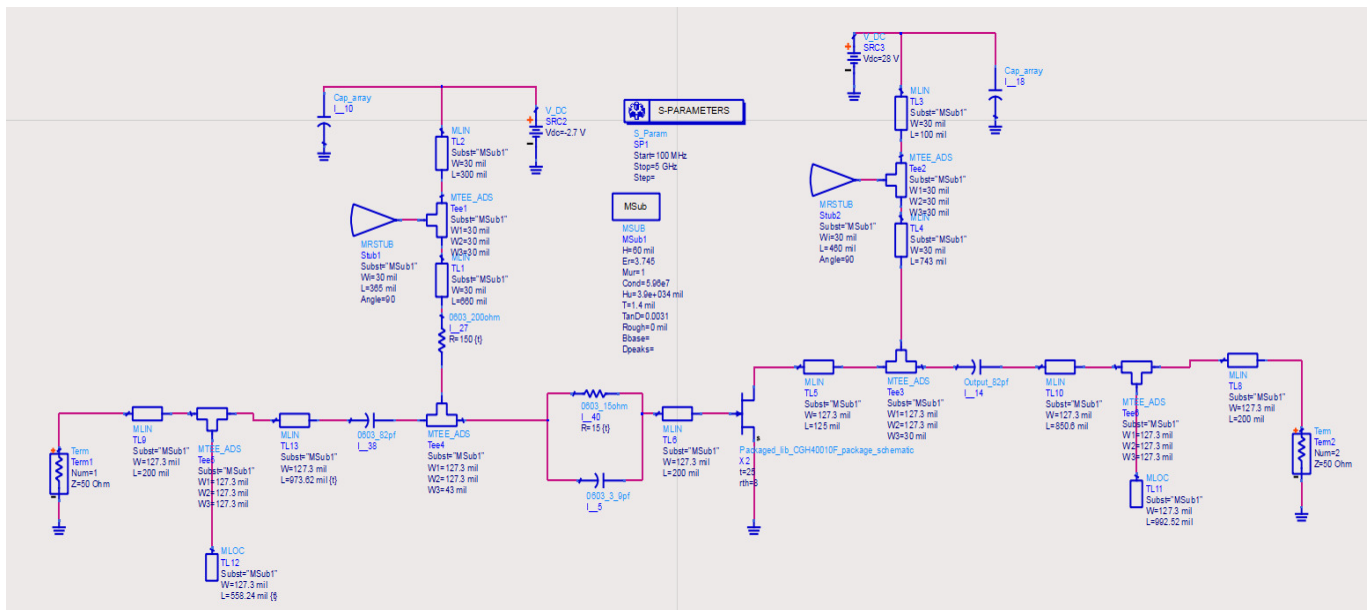 V_DC
SRC3
Vdc=28 V
Cap_array
I__18
MLIN
TL3
Subst="MSub1"
W=30 mil
L=100 mil
Cap_array
I__10
V_DC
SRC2
Vdc=-2.7 V
S-PARAMETERS
S_Param
SP1
Start=100 MHz
Stop=5 GHz
Step=
MLIN
TL2
Subst="MSub1"
W=30 mil
L=300 mil
MTEE_ADS
Tee2
Subst="MSub1"
W1=30 mil
W2=30 mil
W3=30 mil
MRSTUB
Stub2
Subst="MSub1"
Wi=30 mil
L=460 mil
Angle=90
MLIN
TL4
Subst="MSub1"
W=30 mil
L=743 mil
MTEE_ADS
Tee1
Subst="MSub1"
W1=30 mil
W2=30 mil
W3=30 mil
MSub
MSUB
MSub1
H=60 mil
Er=3.745
Mur=1
Cond=5.96e7
Hu=3.9e+034 mil
T=1.4 mil
TanD=0.0031
Rough=0 mil
Bbase=
Dpeaks=
MRSTUB
Stub1
Subst="MSub1"
Wi=30 mil
L=365 mil
Angle=90
MLIN
TL1
Subst="MSub1"
W=30 mil
L=660 mil
0603_200ohm
I__27
R=150 {t}
Term
Term1
Num=1
Z=50 Ohm
MLIN
TL9
Subst="MSub1"
W=127.3 mil
L=200 mil
MTEE_ADS
Tee5
Subst="MSub1"
W1=127.3 mil
W2=127.3 mil
W3=127.3 mil
MLIN
TL13
Subst="MSub1"
W=127.3 mil
L=973.62 mil {t}
0603_82pf
I__38
MTEE_ADS
Tee4
Subst="MSub1"
W1=127.3 mil
W2=127.3 mil
W3=43 mil
0603_15ohm
I__40
R=15 {t}
0603_3_9pf
I__5
MLIN
TL6
Subst="MSub1"
W=127.3 mil
L=200 mil
Packaged_lib_CGH40010F_package_schematic
X2
t=25
rth=8
MLIN
TL5
Subst="MSub1"
W=127.3 mil
L=125 mil
MTEE_ADS
Tee3
Subst="MSub1"
W1=127.3 mil
W2=127.3 mil
W3=30 mil
Output_82pf
I__14
MLIN
TL10
Subst="MSub1"
W=127.3 mil
L=850.6 mil
MTEE_ADS
Subst="MSub1"
W1=127.3 mil
W2=127.3 mil
W3=127.3 mil
MLIN
TL8
Subst="MSub1"
W=127.3 mil
L=200 mil
Term
Term2
Num=2
Z=50 Ohm
MLOC
TL11
Subst="MSub1"
W=127.3 mil
L=992.52 mil
MLOC
TL12
Subst="MSub1"
W=127.3 mil
L=558.24 mil {t}